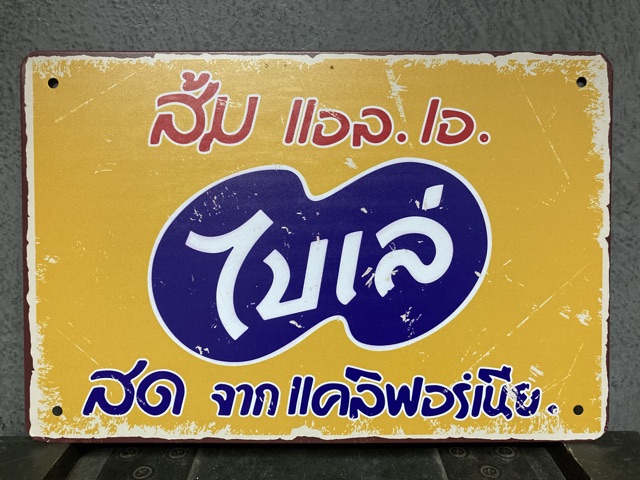 ส้ม แอล.เอ.
ไบเล่
สด จาก แคลิฟอร์เนีย.